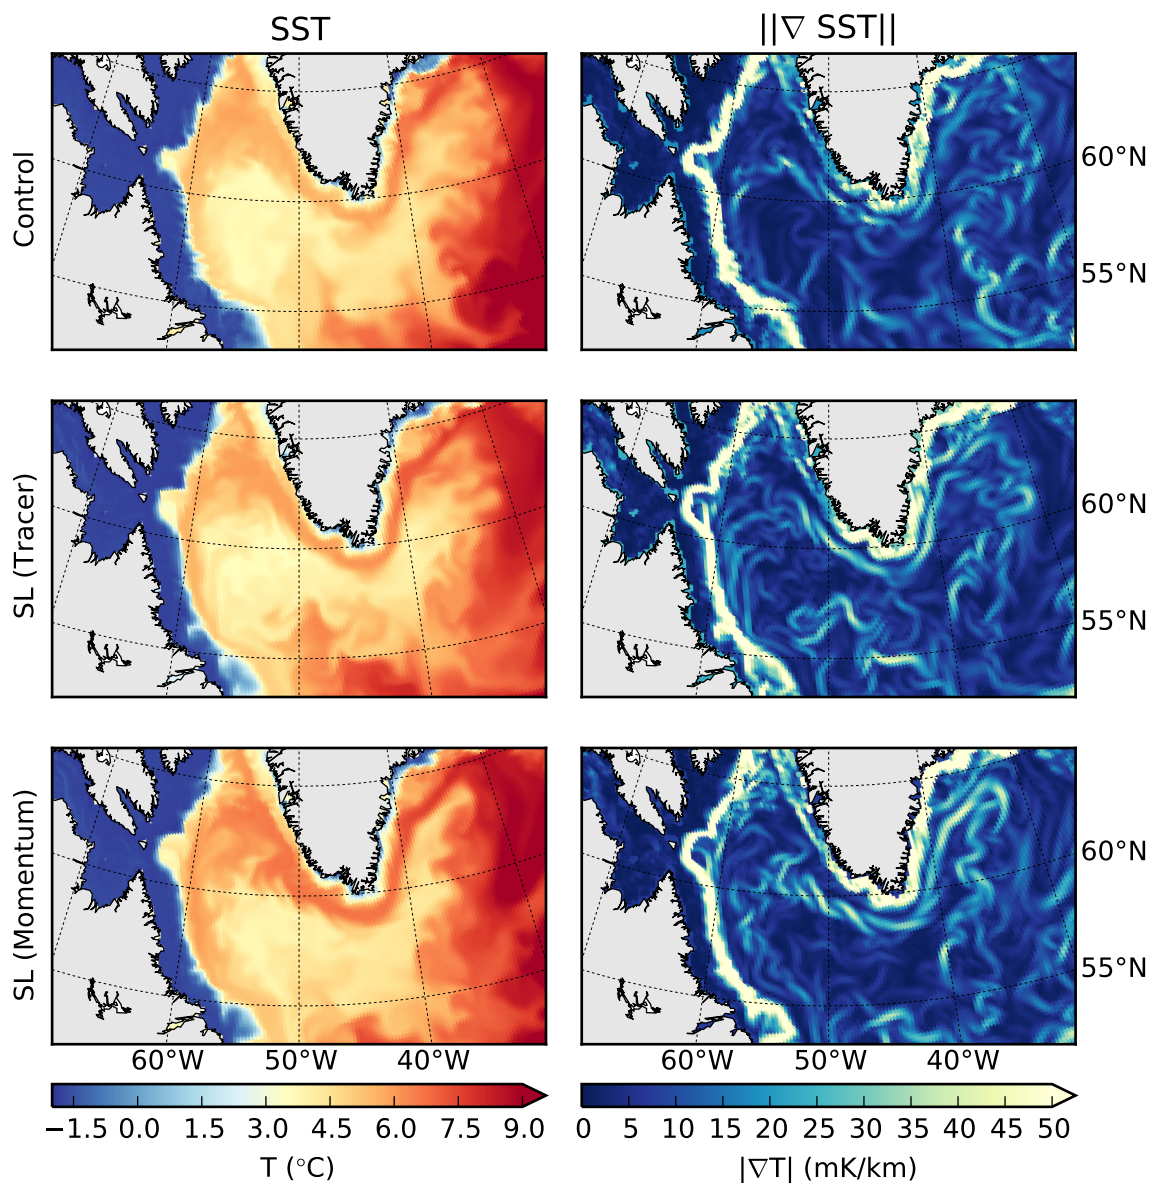 SST
||∇ SST||
Control
60°N
55°N
SL (Tracer)
60°N
55°N
SL (Momentum)
60°N
55°N
60°W 50°W 40°W
60°W 50°W 40°W
−1.5 0.0 1.5 3.0 4.5 6.0 7.5 9.0
0 5 10 15 20 25 30 35 40 45 50
T (°C)
|∇T| (mK/km)